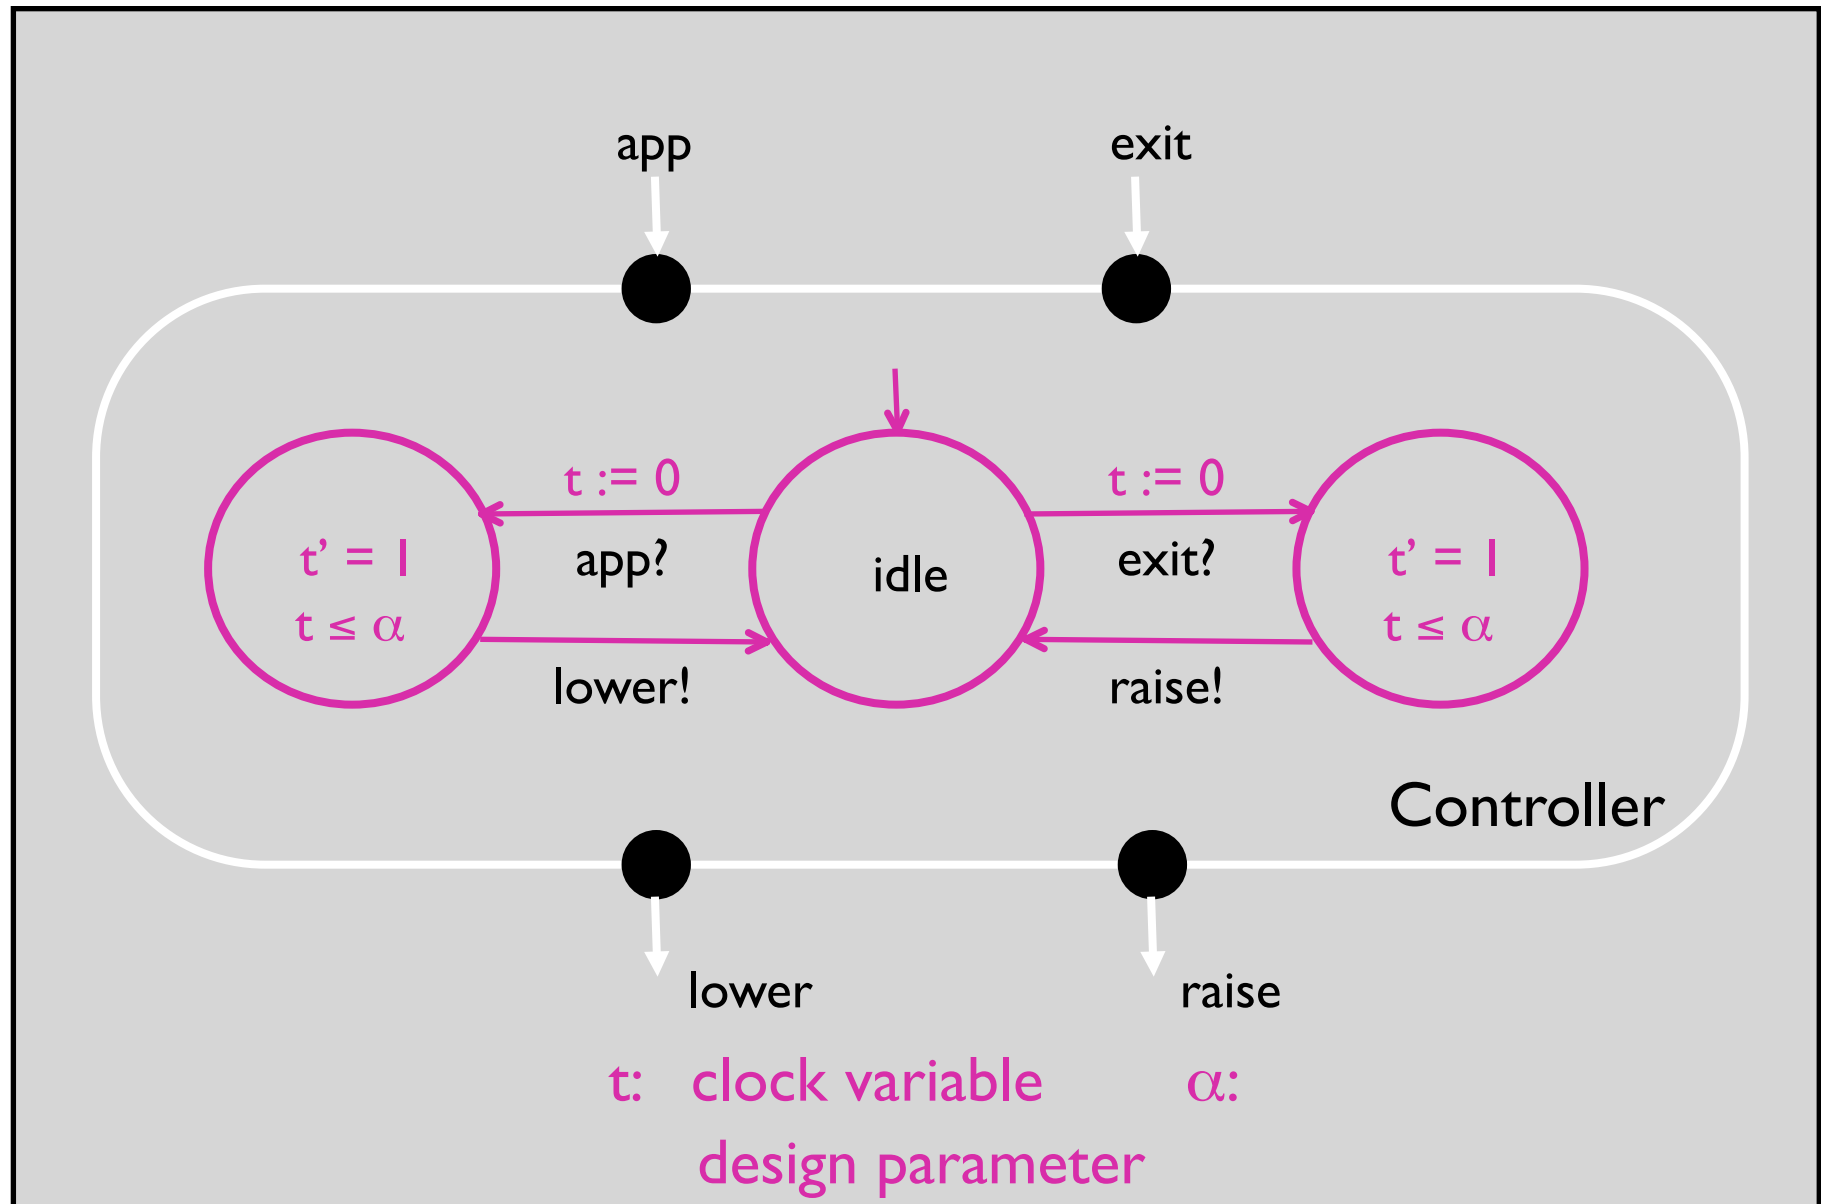 app exit
t := 0 t := 0
t' = 1 app? idle exit? t' = 1
t ≤ α t ≤ α
lower! raise!
Controller
lower raise
t: clock variable α:
design parameter